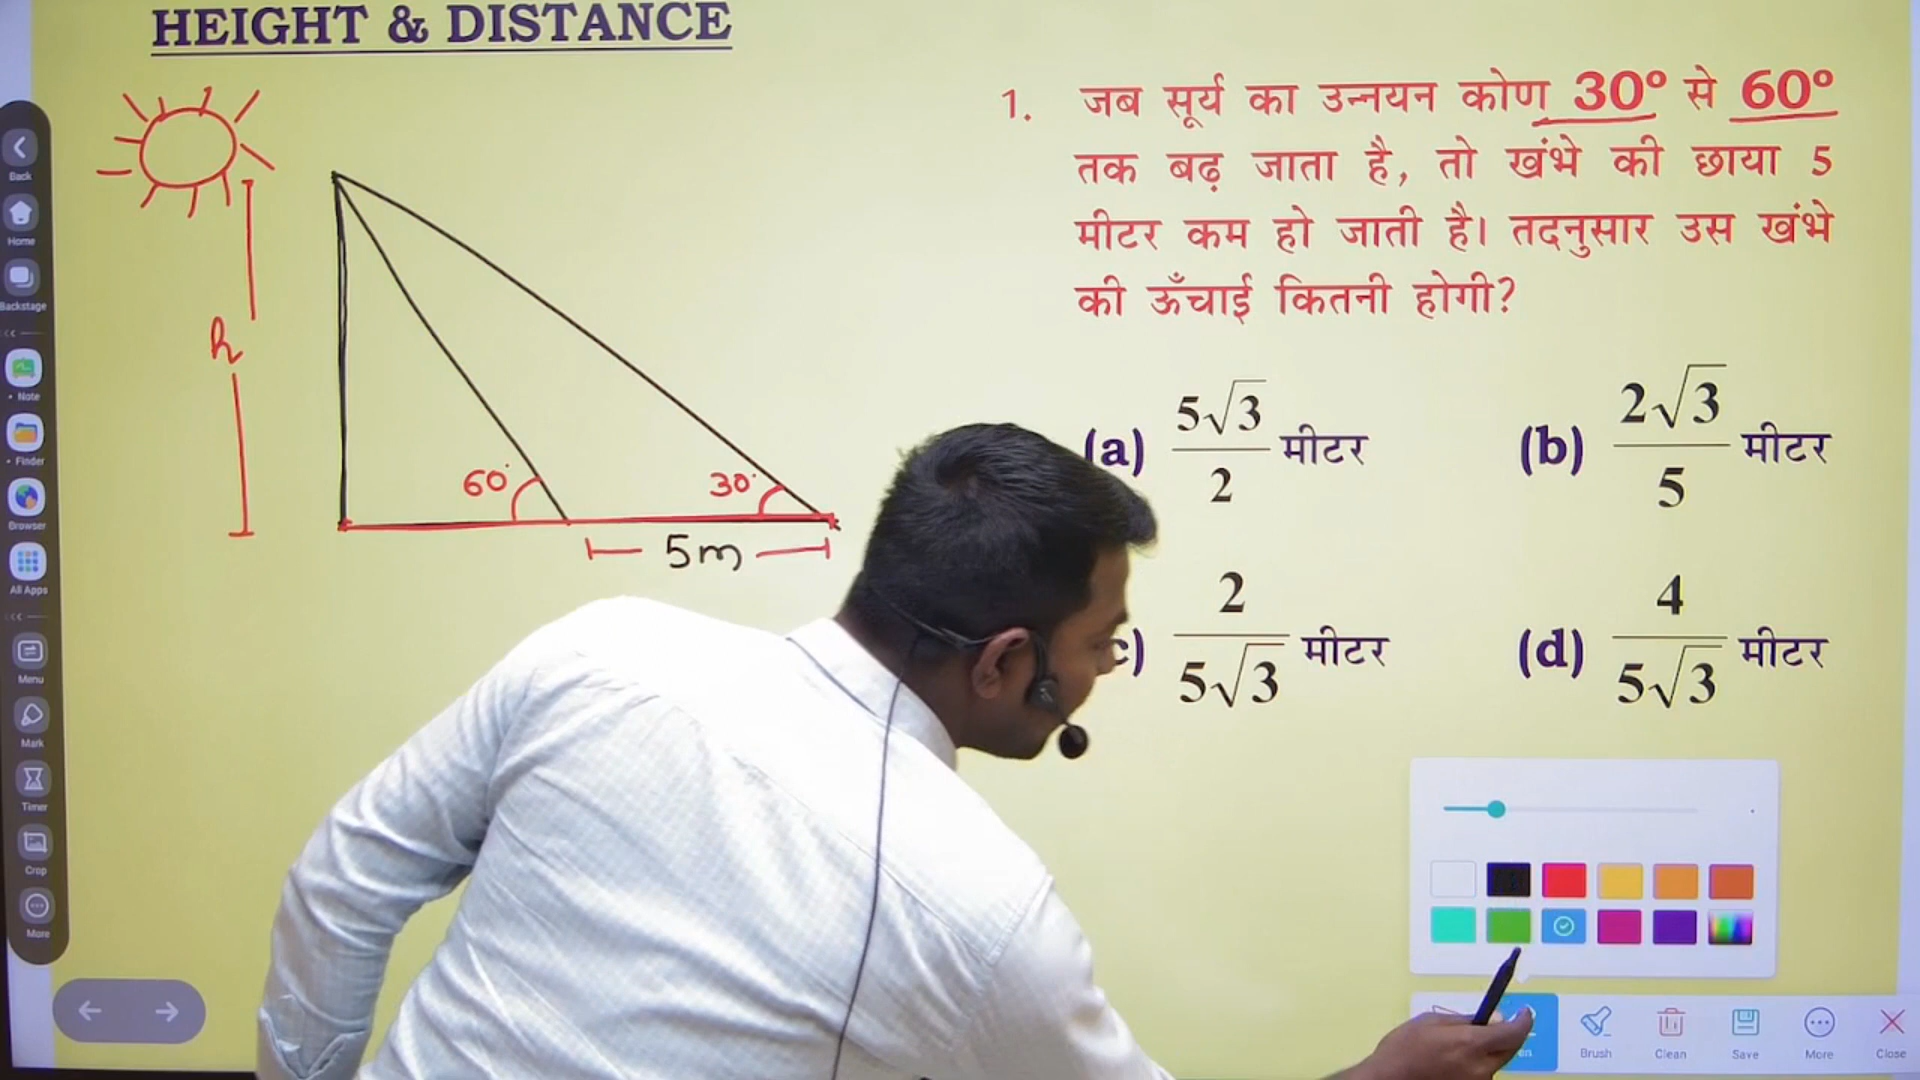 HEIGHT & DISTANCE
1. जब सूर्य का उन्नयन कोण 30° से 60°
तक बढ़ जाता है, तो खंभे की छाया 5
मीटर कम हो जाती है। तदनुसार उस खंभे
की ऊँचाई कितनी होगी?
(a) 5√3/2 मीटर
(b) 2√3/5 मीटर
c) 2/5√3 मीटर
(d) 4/5√3 मीटर
h
60°
30°
5m
Back
Home
Backstage
Note
Finder
Browser
All Apps
Menu
Mark
Timer
Crop
More
Brush
Clean
Save
More
Close